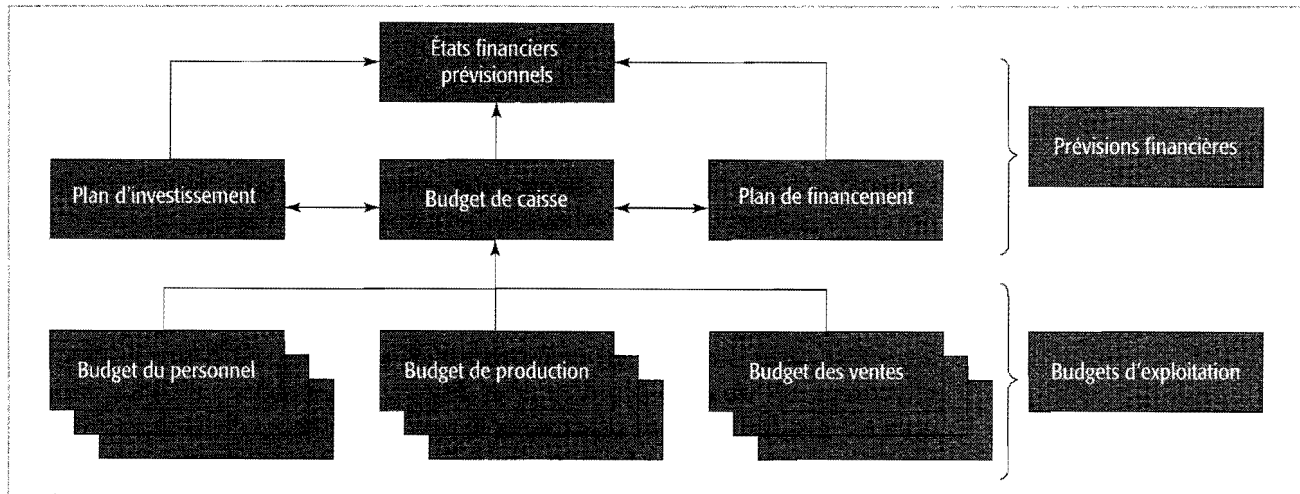 États financiers
prévisionnels
Prévisions financières
Plan d'investissement
Budget de caisse
Plan de financement
Budget du personnel
Budget de production
Budget des ventes
Budgets d'exploitation